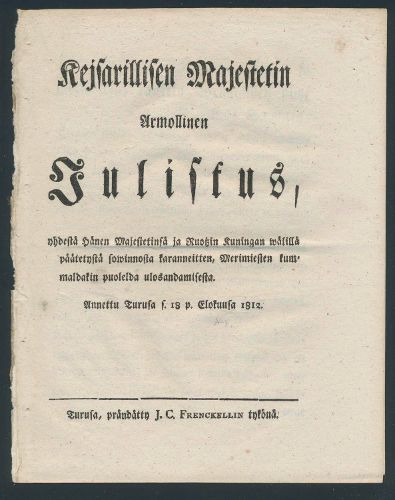 Kejsarillisen Majestetin
Armollinen
Julistus,
yhdestä Hänen Majestetinsä ja Ruotzin Kuningan wälillä
päätetystä sowinnosta karanneitten, Merimiesten kum-
maldakin puolelda ulosandamisesta.
Annettu Turusa s. 18 p. Elokuusa 1812.
Turusa, prändätty J. C. FRENCKELLIN tykönä.